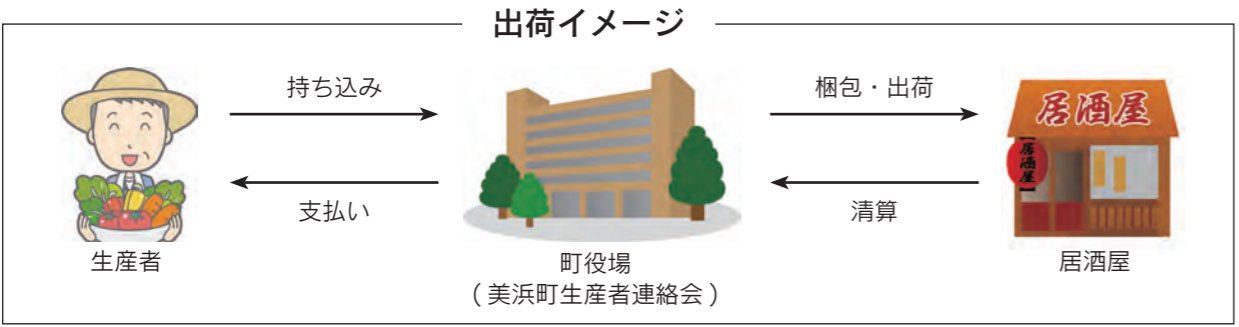 出荷イメージ
持ち込み
支払い
梱包・出荷
清算
居酒屋
【居酒屋】
生産者
町役場
( 美浜町生産者連絡会 )
居酒屋